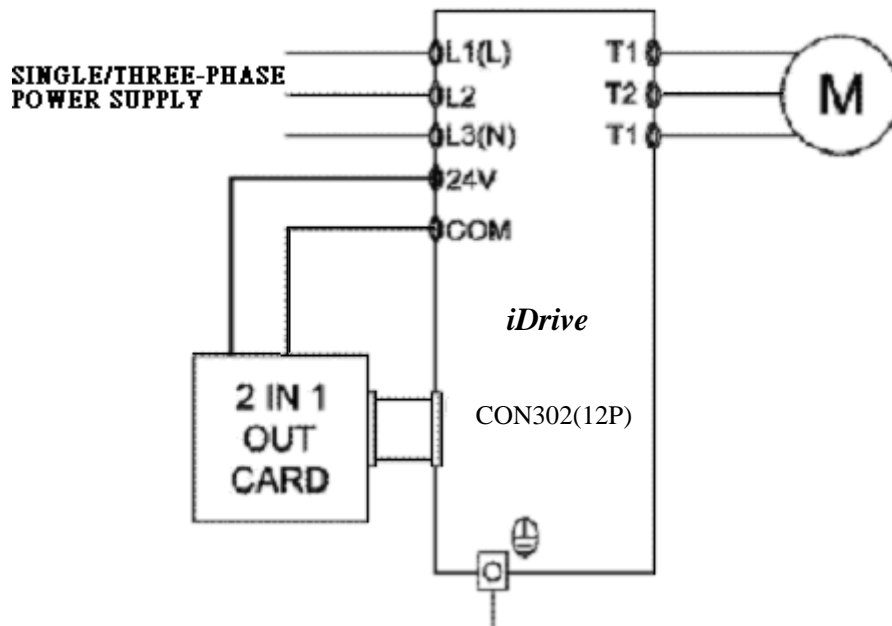 SINGLE/THREE-PHASE
POWER SUPPLY
L1(L)
L2
L3(N)
24V
COM
T1
T2
T1
M
iDrive
CON302(12P)
2 IN 1
OUT
CARD